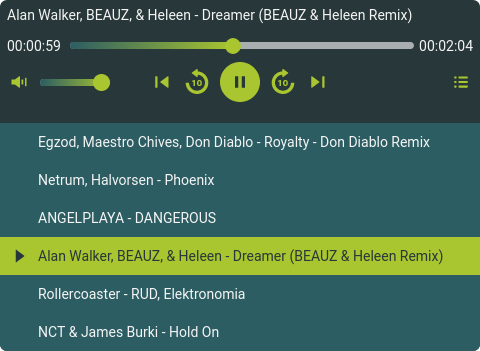 Alan Walker, BEAUZ, & Heleen - Dreamer (BEAUZ & Heleen Remix)
00:00:59 00:02:04
10 10
Egzod, Maestro Chives, Don Diablo - Royalty - Don Diablo Remix
Netrum, Halvorsen - Phoenix
ANGELPLAYA - DANGEROUS
Alan Walker, BEAUZ, & Heleen - Dreamer (BEAUZ & Heleen Remix)
Rollercoaster - RUD, Elektronomia
NCT & James Burki - Hold On